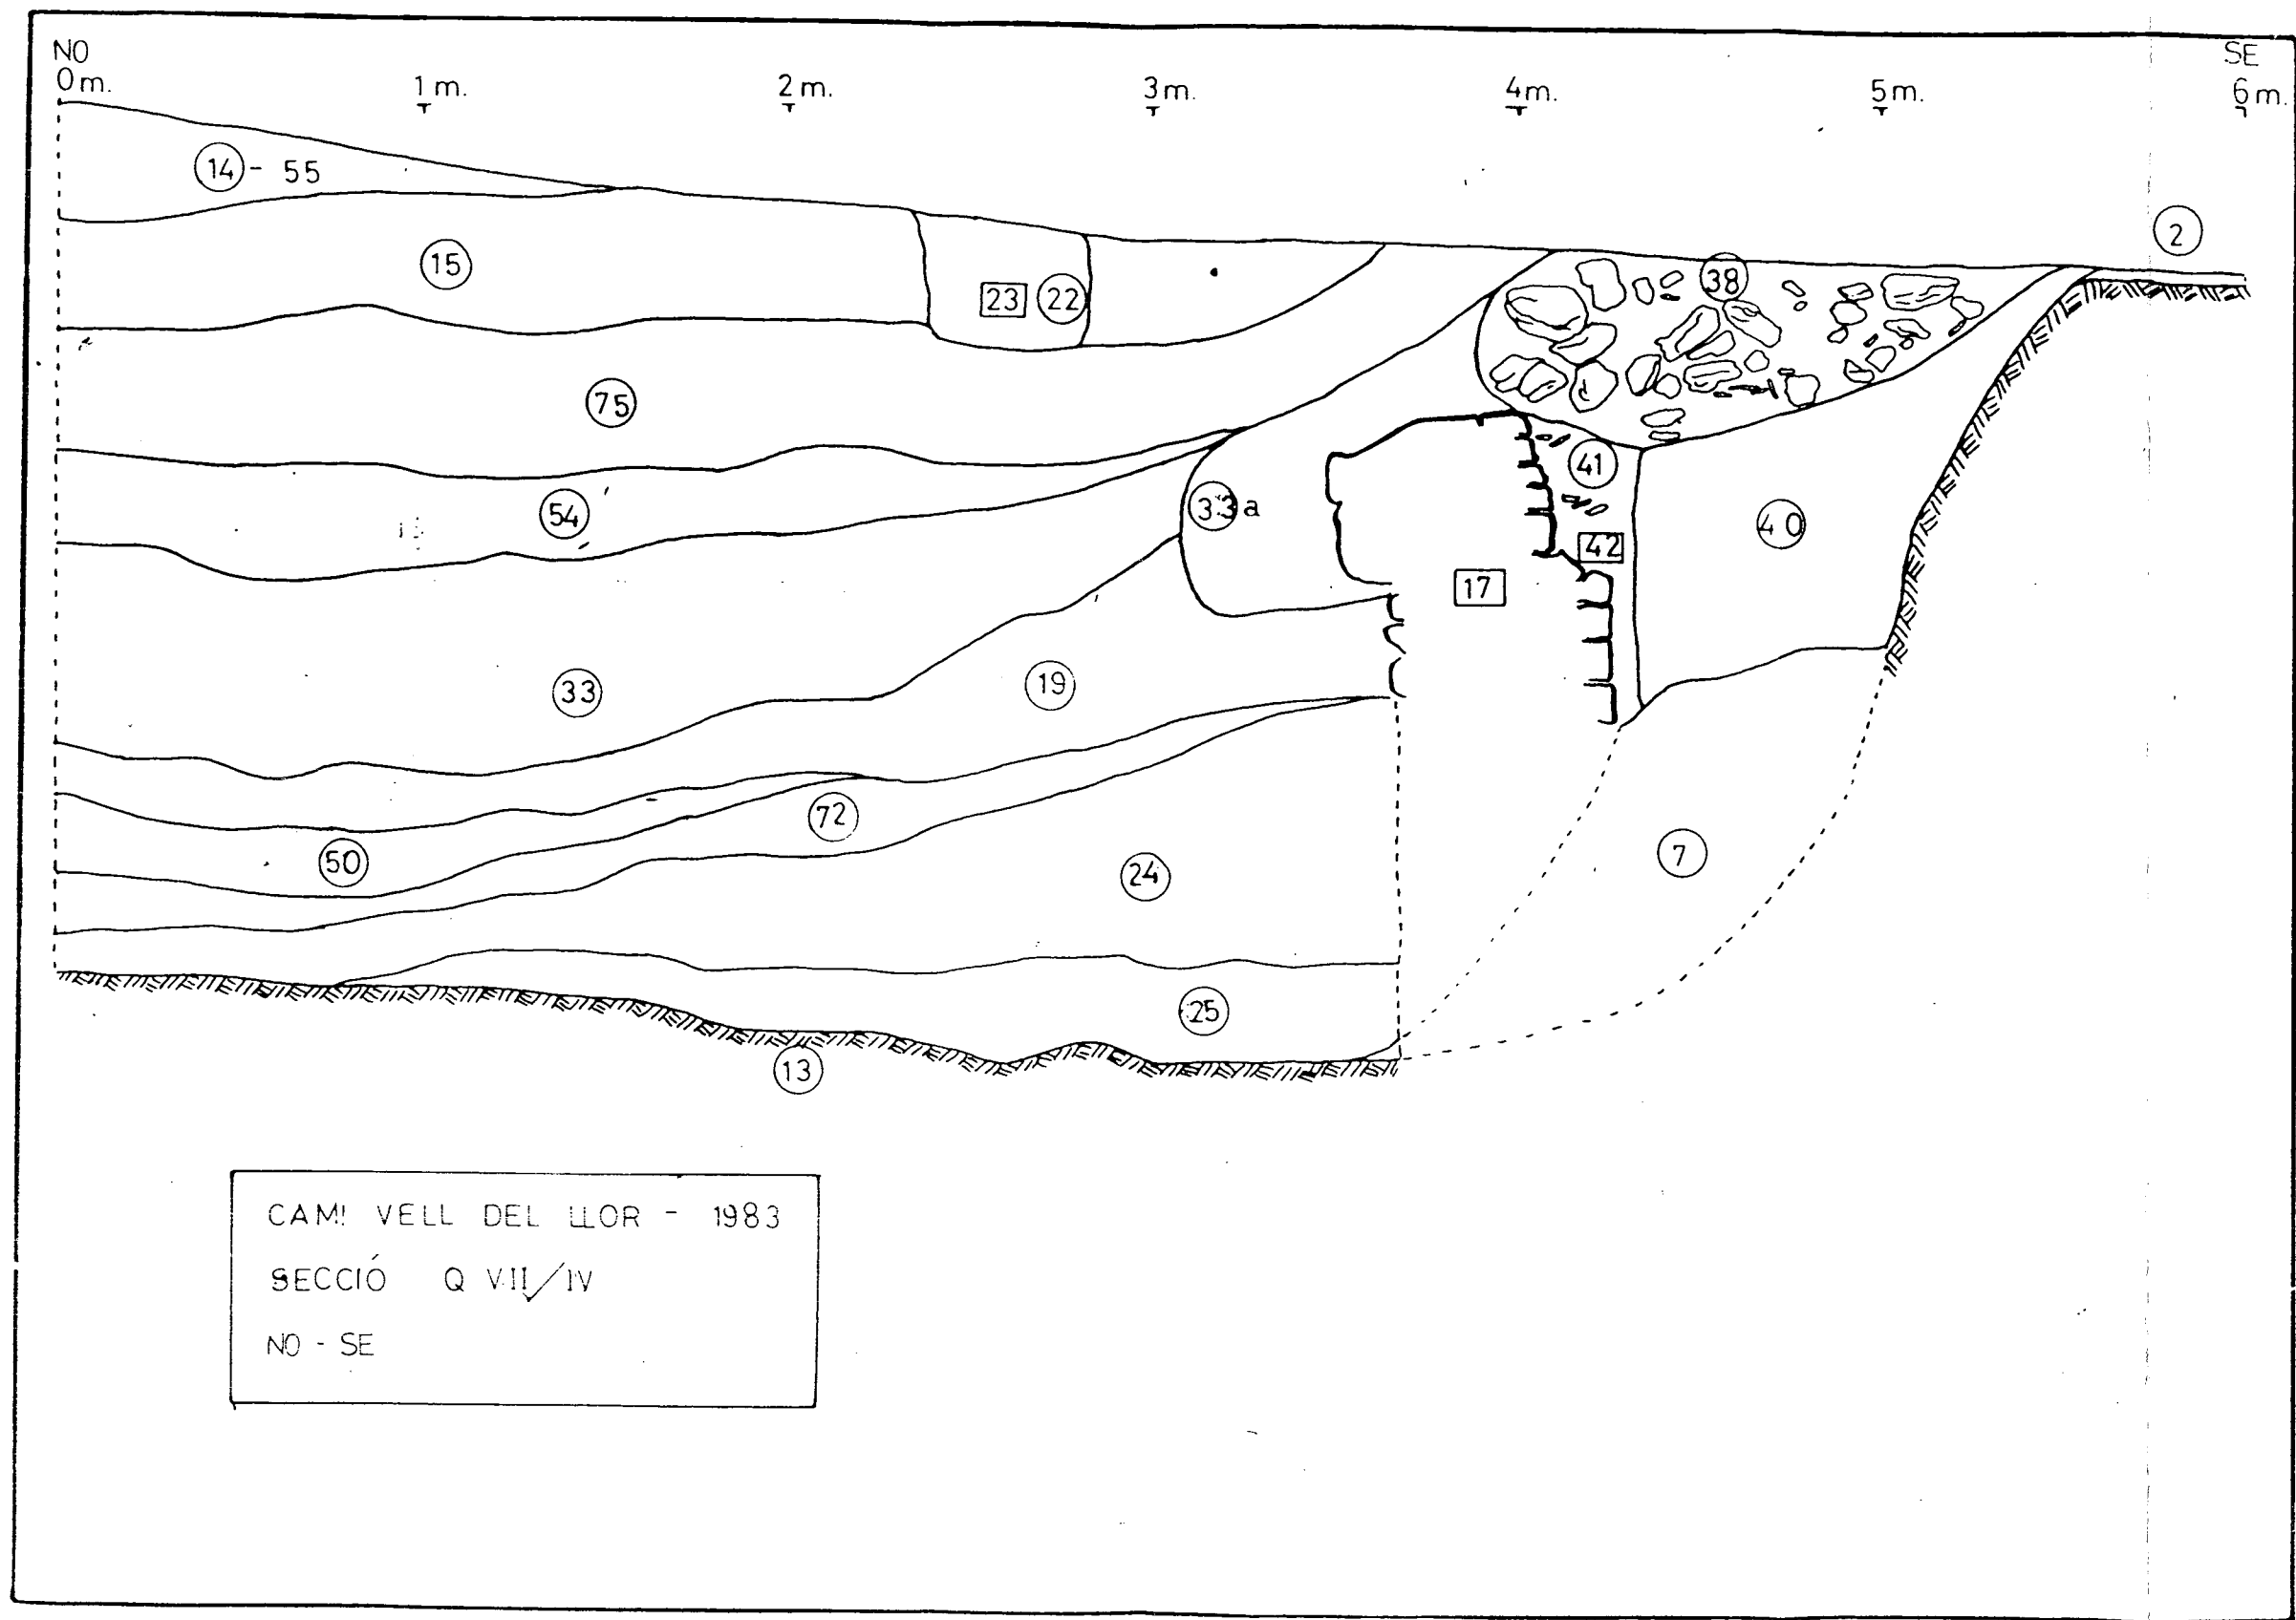 NO
SE
0m. 1m. 2m. 3m. 4m. 5m. 6m.
14 - 55
2
15
23 22
38
75
41
54
33a
40
42
17
33
19
72
50
24
7
25
13
CAMI VELL DEL LLOR - 1983
SECCIÓ Q VII/IV
NO - SE